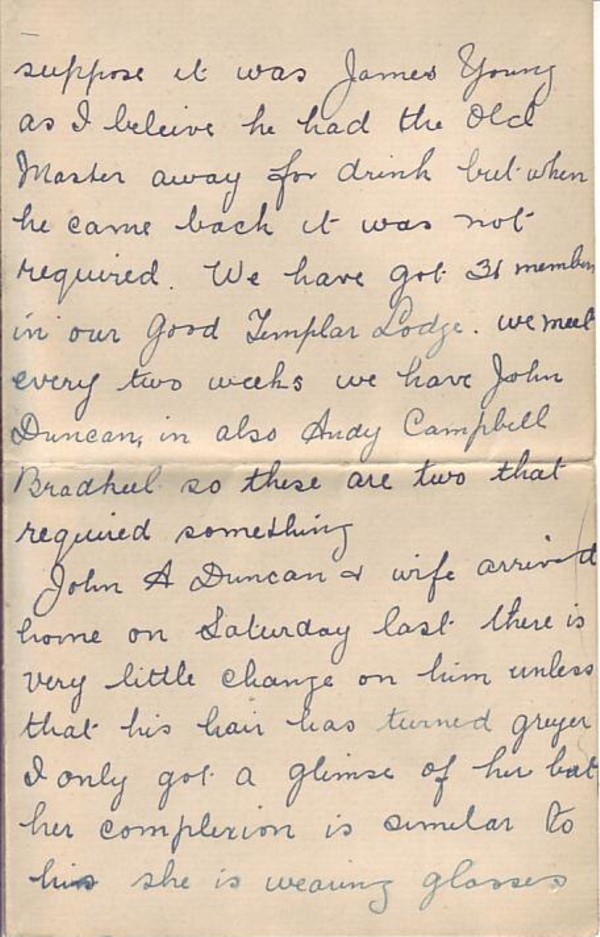 suppose it was James Young
as I beleive he had the Old
Master away for drink but when
he came back it was not
required. We have got 31 members
in our Good Templar Lodge. we meet
every two weeks we have John
Duncan, in also Andy Campbell
Bradheel so these are two that
required something
John A Duncan & wife arrived
home on Saturday last there is
very little change on him unless
that his hair has turned greyer
I only got a glimse of her but
her complexion is similar to
his she is wearing glasses